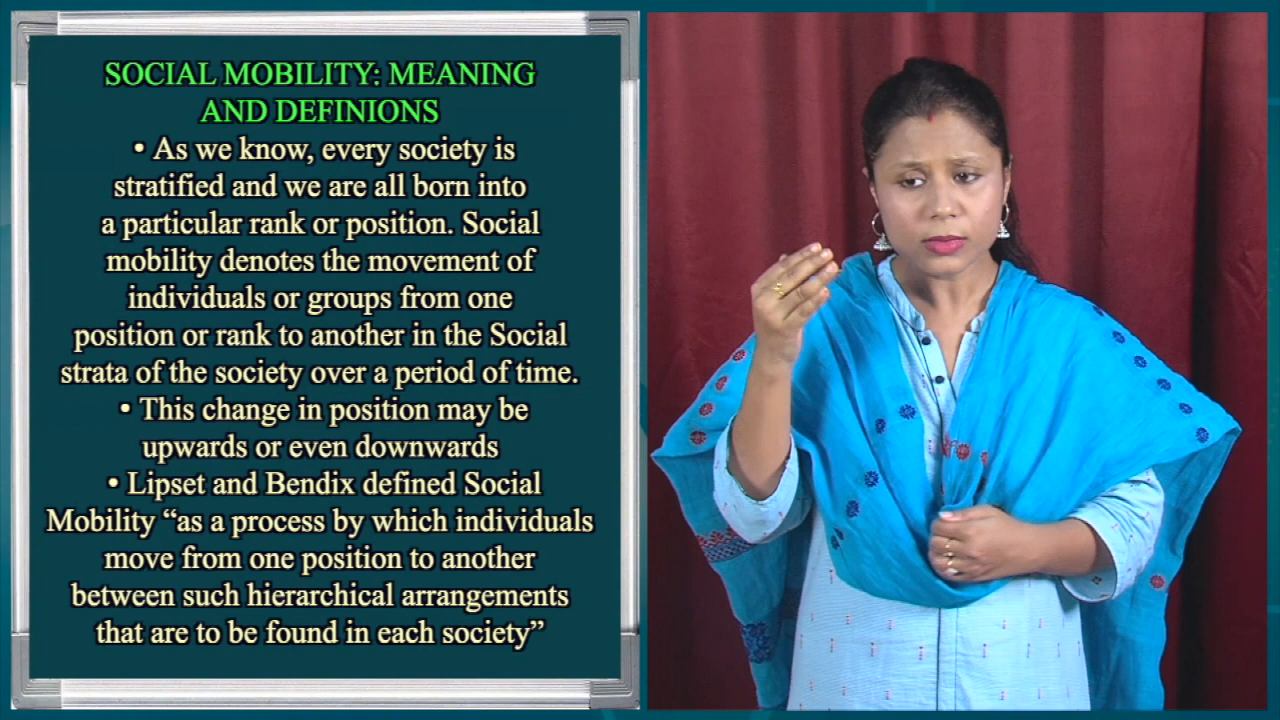 SOCIAL MOBILITY: MEANING
AND DEFINIONS
• As we know, every society is
stratified and we are all born into
a particular rank or position. Social
mobility denotes the movement of
individuals or groups from one
position or rank to another in the Social
strata of the society over a period of time.
• This change in position may be
upwards or even downwards
• Lipset and Bendix defined Social
Mobility “as a process by which individuals
move from one position to another
between such hierarchical arrangements
that are to be found in each society”